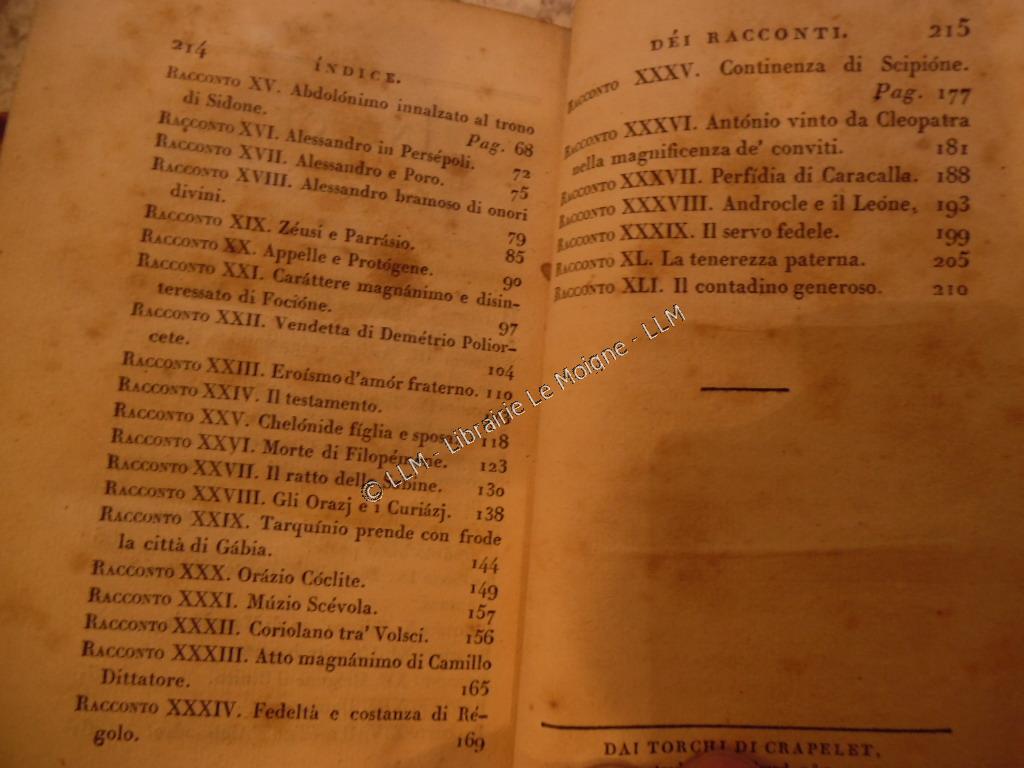 214
ÍNDICE.
RACCONTO XV. Abdolónimo innalzato al trono
di Sidone. Pag. 68
RACCONTO XVI. Alessandro in Persépoli. 72
RACCONTO XVII. Alessandro e Poro. 75
RACCONTO XVIII. Alessandro bramoso di onori
divini. 79
RACCONTO XIX. Zéusi e Parrásio. 85
RACCONTO XX. Appelle e Protógene. 90
RACCONTO XXI. Caráttere magnánimo e disin-
teressato di Focióne. 97
RACCONTO XXII. Vendetta di Demétrio Polior-
cete. 104
RACCONTO XXIII. Eroísmo d'amór fraterno. 110
RACCONTO XXIV. Il testamento.
RACCONTO XXV. Chelónide fíglia e sposa. 118
RACCONTO XXVI. Morte di Filopémene. 123
RACCONTO XXVII. Il ratto delle Sabine. 130
RACCONTO XXVIII. Gli Orazj e i Curiázj. 138
RACCONTO XXIX. Tarquínio prende con frode
la città di Gábia. 144
RACCONTO XXX. Orázio Cóclite. 149
RACCONTO XXXI. Múzio Scévola. 157
RACCONTO XXXII. Coriolano tra' Volsci. 156
RACCONTO XXXIII. Atto magnánimo di Camillo
Dittatore. 165
RACCONTO XXXIV. Fedeltà e costanza di Ré-
golo. 169
DÉI RACCONTI. 215
RACCONTO XXXV. Continenza di Scipióne.
Pag. 177
RACCONTO XXXVI. António vinto da Cleopatra
nella magnificenza de' conviti. 181
RACCONTO XXXVII. Perfídia di Caracalla. 188
RACCONTO XXXVIII. Androcle e il Leóne, 193
RACCONTO XXXIX. Il servo fedele. 199
RACCONTO XL. La tenerezza paterna. 205
RACCONTO XLI. Il contadino generoso. 210
DAI TORCHI DI CRAPELET,
© LLM - Librairie Le Moigne - LLM